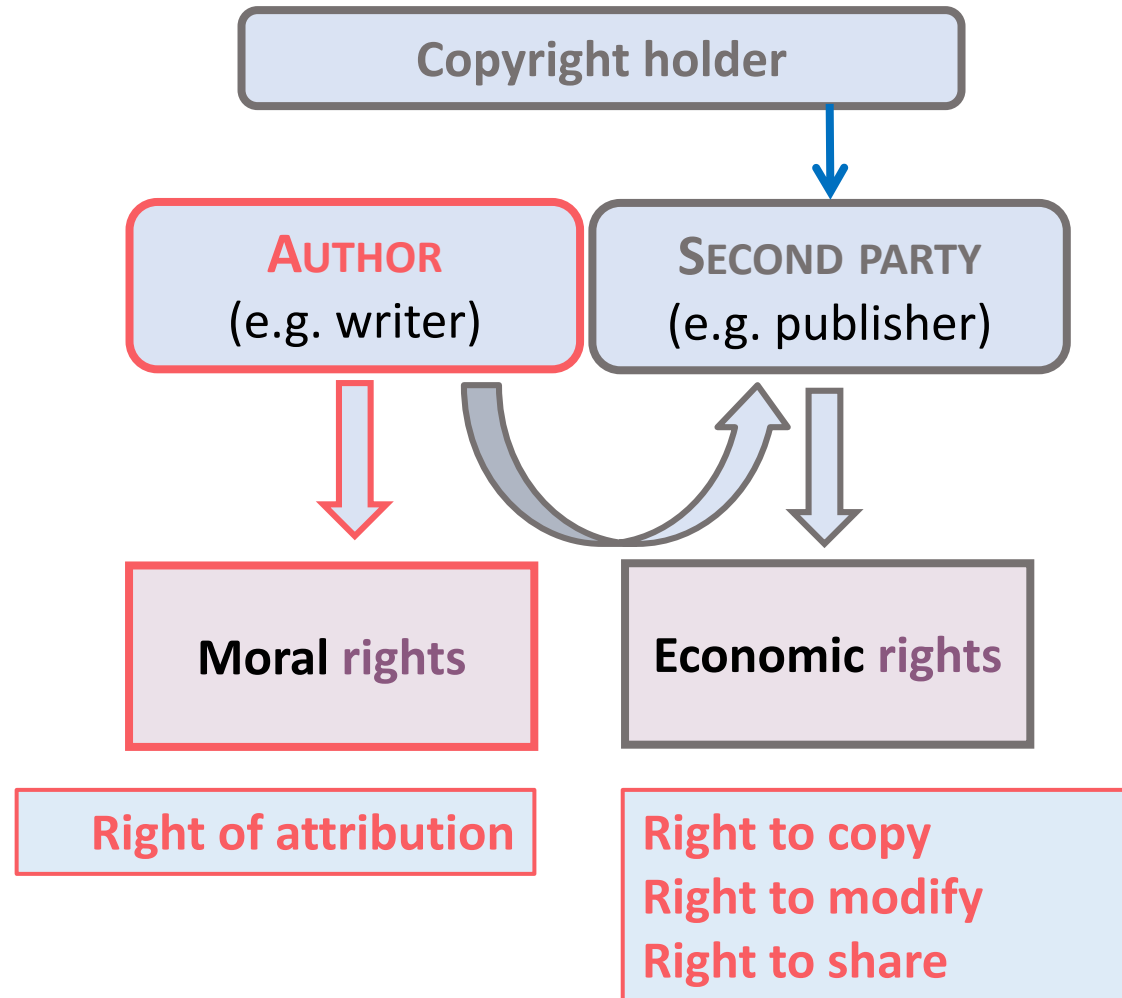 Copyright holder
AUTHOR
(e.g. writer)
SECOND PARTY
(e.g. publisher)
Moral rights
Economic rights
Right of attribution
Right to copy
Right to modify
Right to share